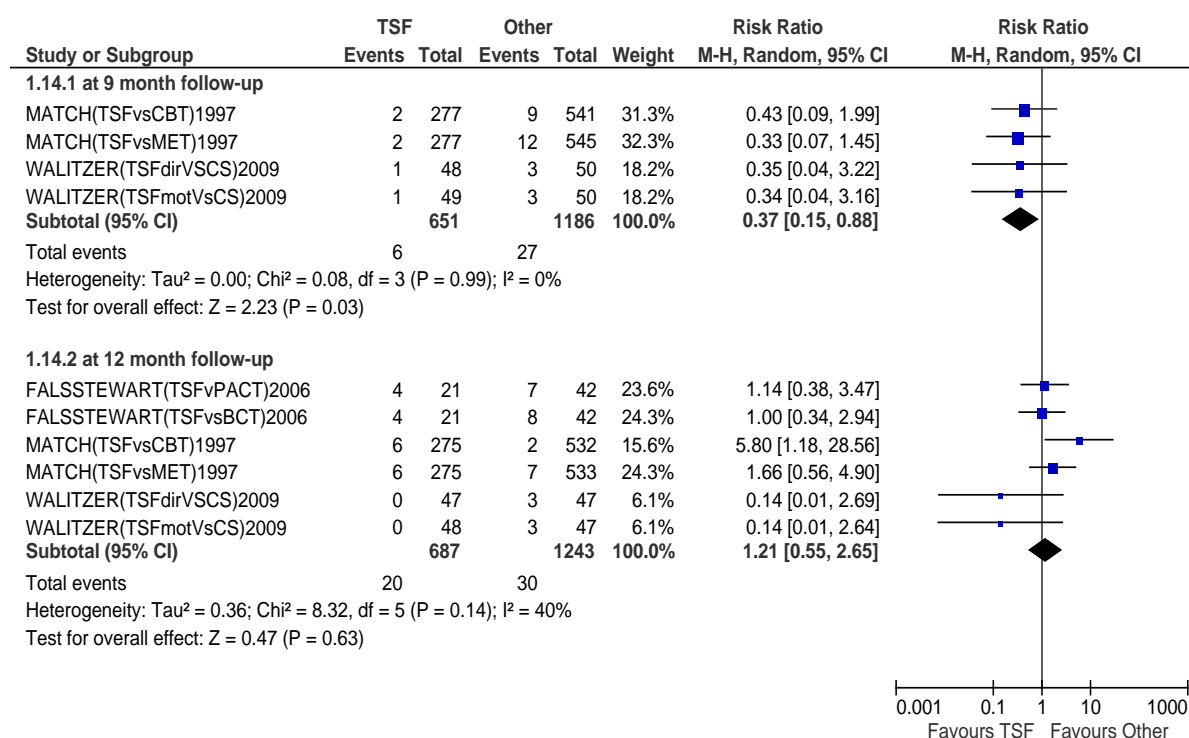 TSF Other Risk Ratio Risk Ratio
Study or Subgroup Events Total Events Total Weight M-H, Random, 95% CI M-H, Random, 95% CI
1.14.1 at 9 month follow-up
MATCH(TSFvsCBT)1997 2 277 9 541 31.3% 0.43 [0.09, 1.99]
MATCH(TSFvsMET)1997 2 277 12 545 32.3% 0.33 [0.07, 1.45]
WALITZER(TSFdirVSCS)2009 1 48 3 50 18.2% 0.35 [0.04, 3.22]
WALITZER(TSFmotVsCS)2009 1 49 3 50 18.2% 0.34 [0.04, 3.16]
Subtotal (95% CI) 651 1186 100.0% 0.37 [0.15, 0.88]
Total events 6 27
Heterogeneity: Tau² = 0.00; Chi² = 0.08, df = 3 (P = 0.99); I² = 0%
Test for overall effect: Z = 2.23 (P = 0.03)
1.14.2 at 12 month follow-up
FALSSTEWART(TSFvPACT)2006 4 21 7 42 23.6% 1.14 [0.38, 3.47]
FALSSTEWART(TSFvsBCT)2006 4 21 8 42 24.3% 1.00 [0.34, 2.94]
MATCH(TSFvsCBT)1997 6 275 2 532 15.6% 5.80 [1.18, 28.56]
MATCH(TSFvsMET)1997 6 275 7 533 24.3% 1.66 [0.56, 4.90]
WALITZER(TSFdirVSCS)2009 0 47 3 47 6.1% 0.14 [0.01, 2.69]
WALITZER(TSFmotVsCS)2009 0 48 3 47 6.1% 0.14 [0.01, 2.64]
Subtotal (95% CI) 687 1243 100.0% 1.21 [0.55, 2.65]
Total events 20 30
Heterogeneity: Tau² = 0.36; Chi² = 8.32, df = 5 (P = 0.14); I² = 40%
Test for overall effect: Z = 0.47 (P = 0.63)
0.001 0.1 1 10 1000
Favours TSF Favours Other